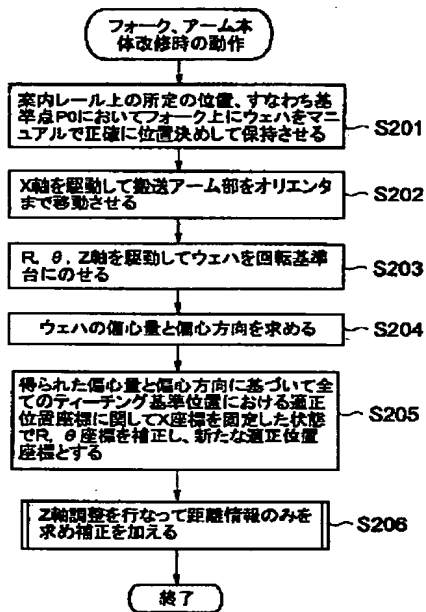 フォーク、アーム本
体改修時の動作
案内レール上の所定の位置、すなわち基
準点P0においてフォーク上にウェハをマニ
ュアルで正確に位置決めして保持させる
S201
X軸を駆動して搬送アーム部をオリエンタ
まで移動させる
S202
R, θ, Z軸を駆動してウェハを回転基準
台にのせる
S203
ウェハの偏心量と偏心方向を求める
S204
得られた偏心量と偏心方向に基づいて全
てのティーチング基準位置における適正
位置座標に関してX座標を固定した状態
でR, θ座標を補正し、新たな適正位置
座標とする
S205
Z軸調整を行なって距離情報のみを
求め補正を加える
S206
終了